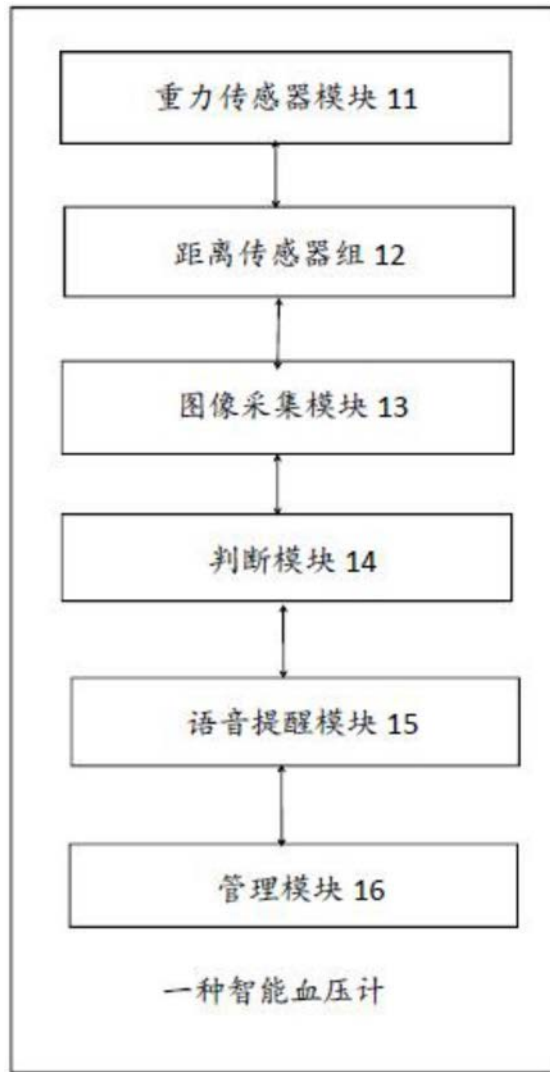 重力传感器模块 11
距离传感器组 12
图像采集模块 13
判断模块 14
语音提醒模块 15
管理模块 16
一种智能血压计